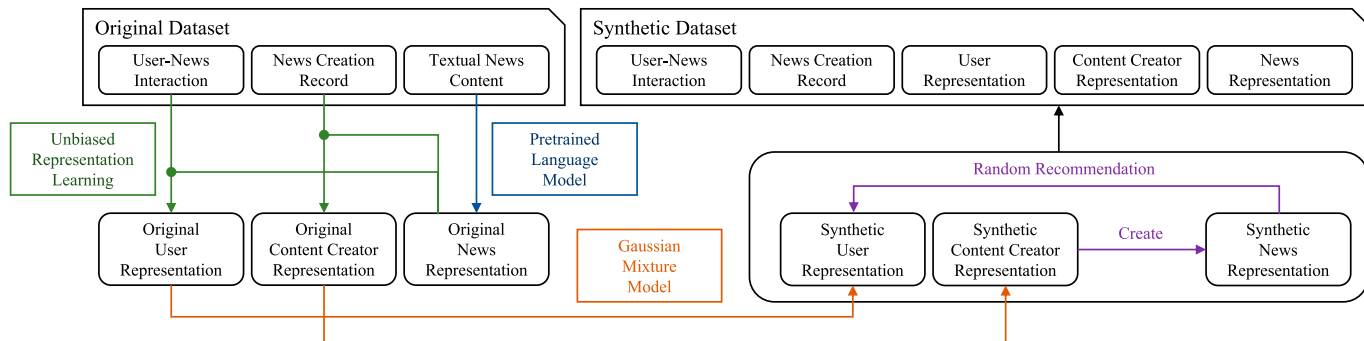 Original Dataset
User-News
Interaction
News Creation
Record
Textual News
Content
Synthetic Dataset
User-News
Interaction
News Creation
Record
User
Representation
Content Creator
Representation
News
Representation
Unbiased
Representation
Learning
Pretrained
Language
Model
Random Recommendation
Original
User
Representation
Original
Content Creator
Representation
Original
News
Representation
Gaussian
Mixture
Model
Synthetic
User
Representation
Synthetic
Content Creator
Representation
Create
Synthetic
News
Representation